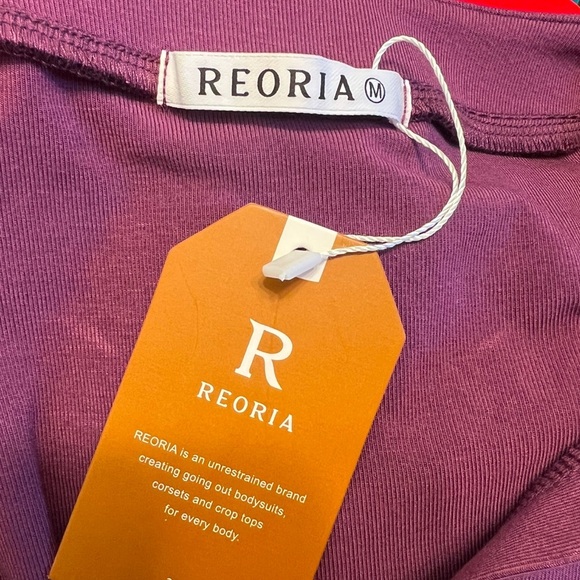 REORIA M
R
REORIA
REORIA is an unrestrained brand
creating going out bodysuits,
corsets and crop tops
for every body.